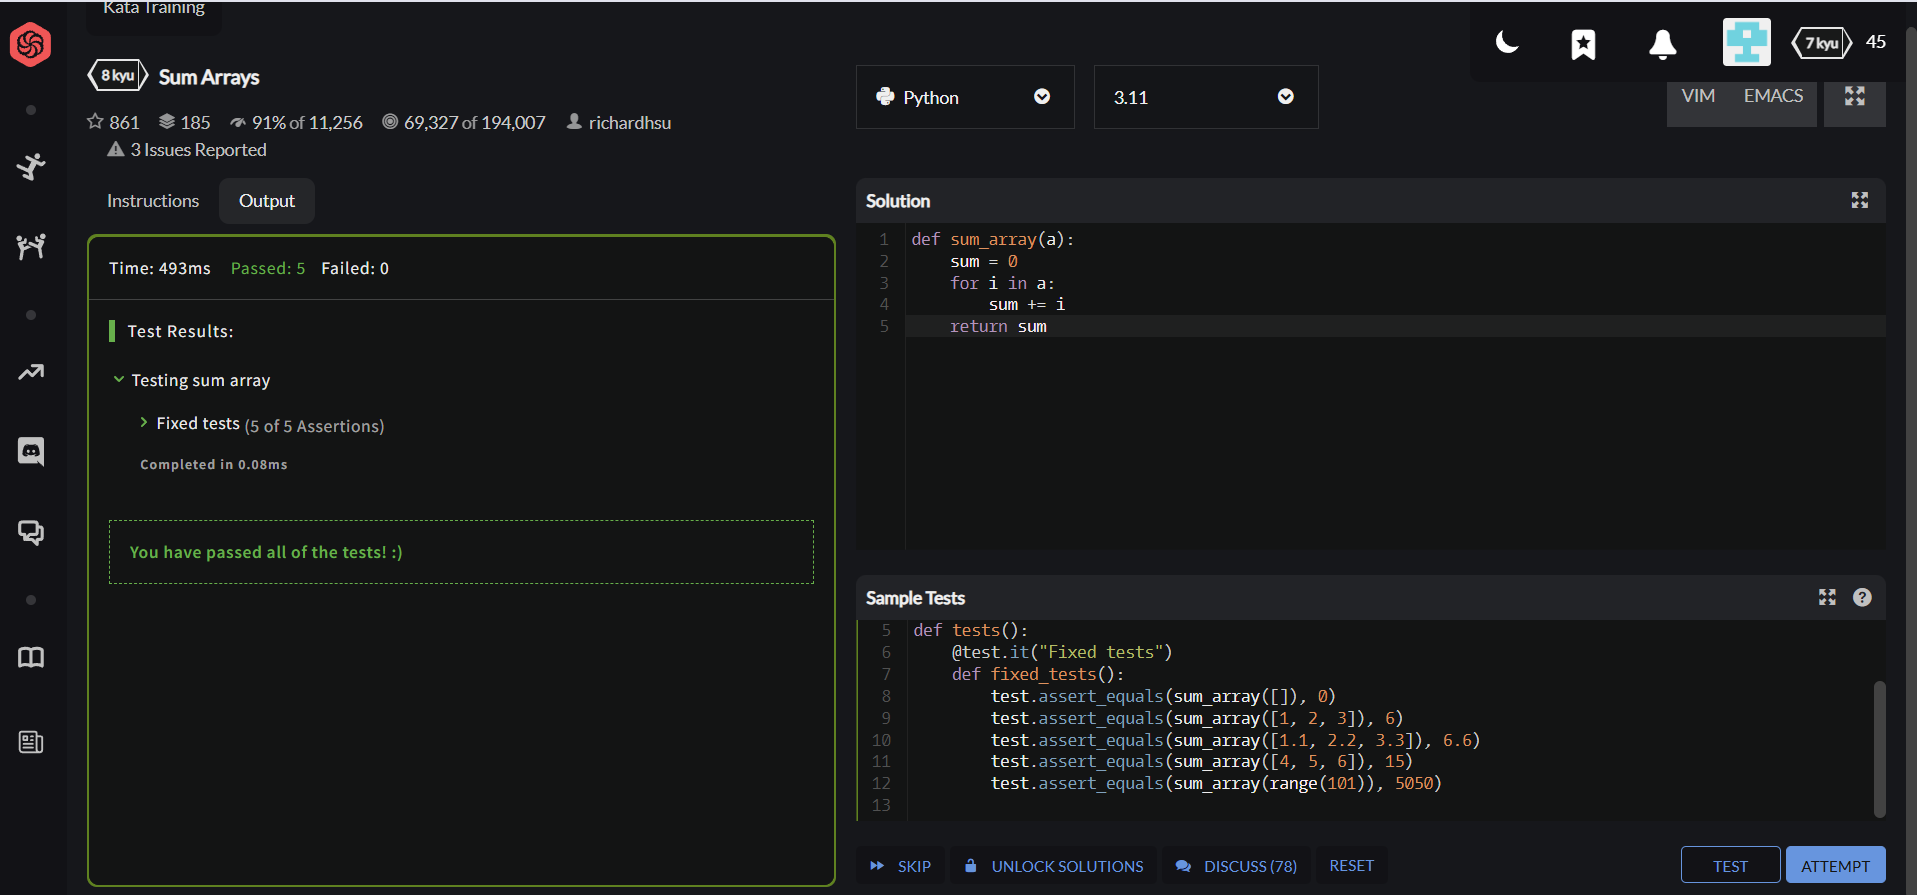 Kata Training
7 kyu 45
8 kyu Sum Arrays
861 185 91% of 11,256 69,327 of 194,007 richardhsu
3 Issues Reported
Python 3.11 VIM EMACS
Instructions Output
Time: 493ms Passed: 5 Failed: 0
Test Results:
Testing sum array
Fixed tests (5 of 5 Assertions)
Completed in 0.08ms
You have passed all of the tests! :)
Solution
1 def sum_array(a):
2     sum = 0
3     for i in a:
4         sum += i
5     return sum
Sample Tests
5 def tests():
6     @test.it("Fixed tests")
7     def fixed_tests():
8         test.assert_equals(sum_array([]), 0)
9         test.assert_equals(sum_array([1, 2, 3]), 6)
10         test.assert_equals(sum_array([1.1, 2.2, 3.3]), 6.6)
11         test.assert_equals(sum_array([4, 5, 6]), 15)
12         test.assert_equals(sum_array(range(101)), 5050)
13
SKIP UNLOCK SOLUTIONS DISCUSS (78) RESET TEST ATTEMPT